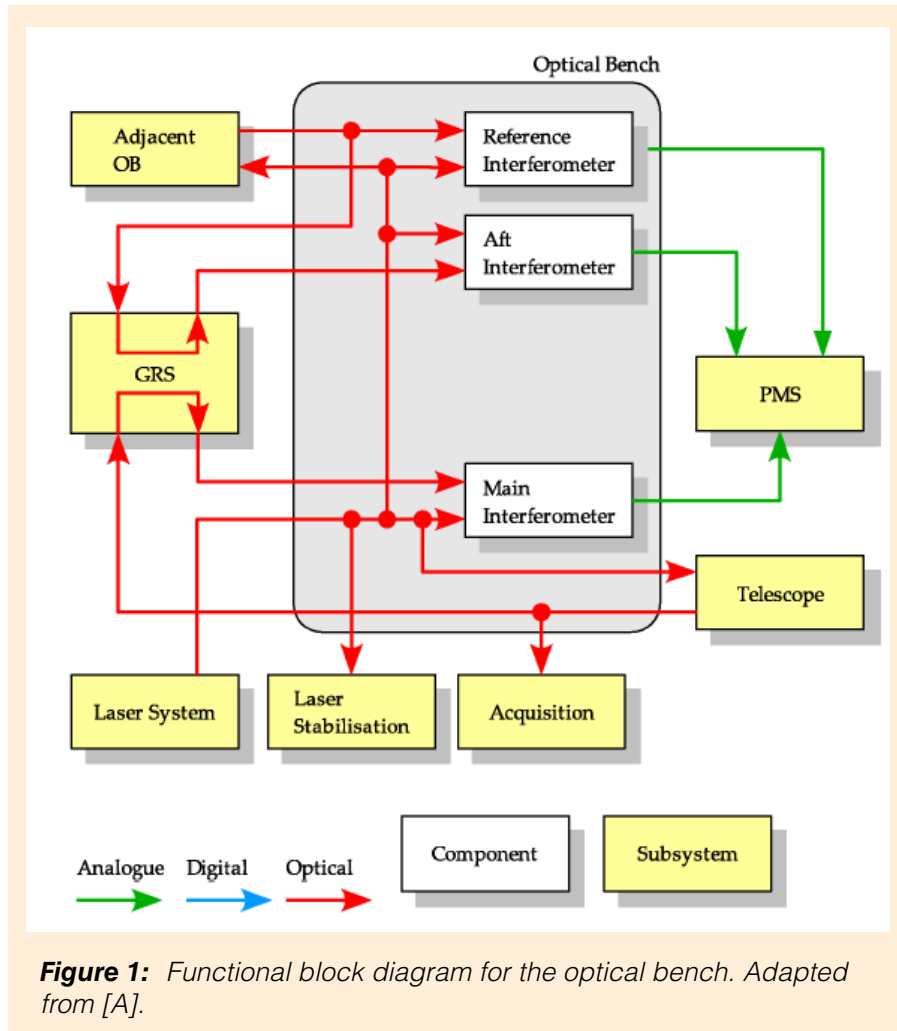 Optical Bench
Adjacent
OB
Reference
Interferometer
Aft
Interferometer
GRS
PMS
Main
Interferometer
Telescope
Laser System
Laser
Stabilisation
Acquisition
Analogue
Digital
Optical
Component
Subsystem
Figure 1: Functional block diagram for the optical bench. Adapted
from [A].